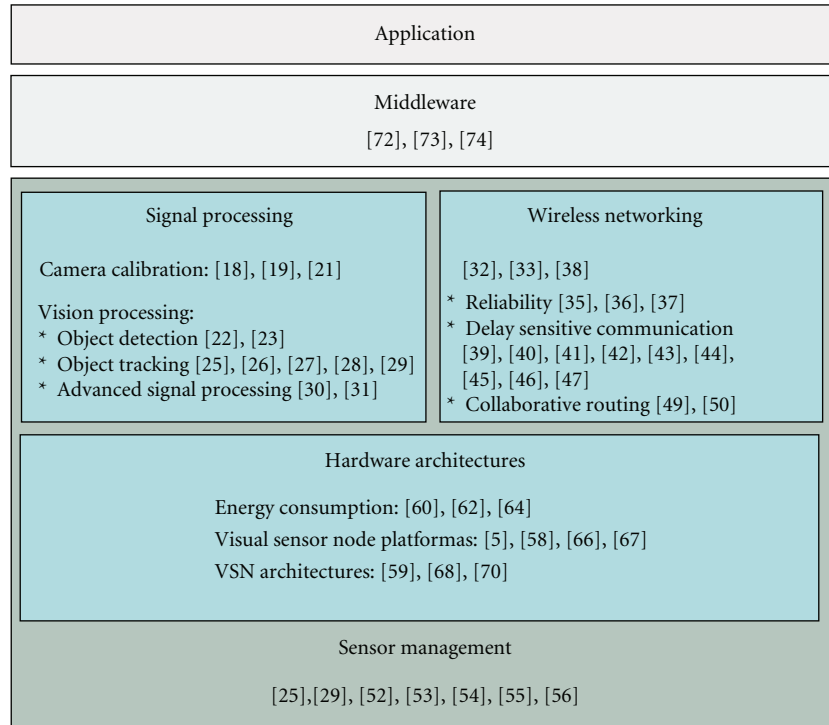 Application
Middleware
[72], [73], [74]
Signal processing
Camera calibration: [18], [19], [21]
Vision processing:
* Object detection [22], [23]
* Object tracking [25], [26], [27], [28], [29]
* Advanced signal processing [30], [31]
Wireless networking
[32], [33], [38]
* Reliability [35], [36], [37]
* Delay sensitive communication
[39], [40], [41], [42], [43], [44],
[45], [46], [47]
* Collaborative routing [49], [50]
Hardware architectures
Energy consumption: [60], [62], [64]
Visual sensor node platformas: [5], [58], [66], [67]
VSN architectures: [59], [68], [70]
Sensor management
[25],[29], [52], [53], [54], [55], [56]